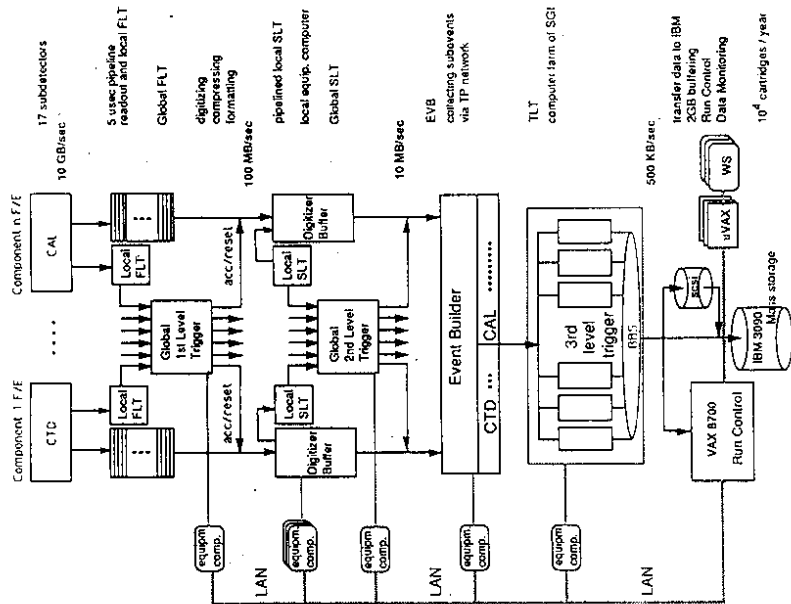 Component 1 F/E
. . . .
Component n F/E
17 subdetectors
CTD
CAL
10 GB/sec
Local
FLT
Local
FLT
5 usec pipeline
readout and local FLT
Global
1st Level
Trigger
Global FLT
acc/reset
acc/reset
digitizing
compressing
formatting
100 MB/sec
Digitizer
Buffer
Local
SLT
Local
SLT
Digitizer
Buffer
pipelined local SLT
local equip. computer
Global
2nd Level
Trigger
Global SLT
10 MB/sec
Event Builder
CTD ... CAL .........
EVB
collecting subevents
via TP network
3rd
level
trigger
TLT
computer farm of SGI
500 KB/sec
VAX 8700
Run Control
scsi
IBM 3090
Mass storage
uVAX
WS
transfer data to IBM
2GB buffering
Run Control
Data Monitoring
10⁴ cartridges / year
equipm
comp.
equipm
comp.
equipm
comp.
equipm
comp.
equipm
comp.
LAN
LAN
LAN